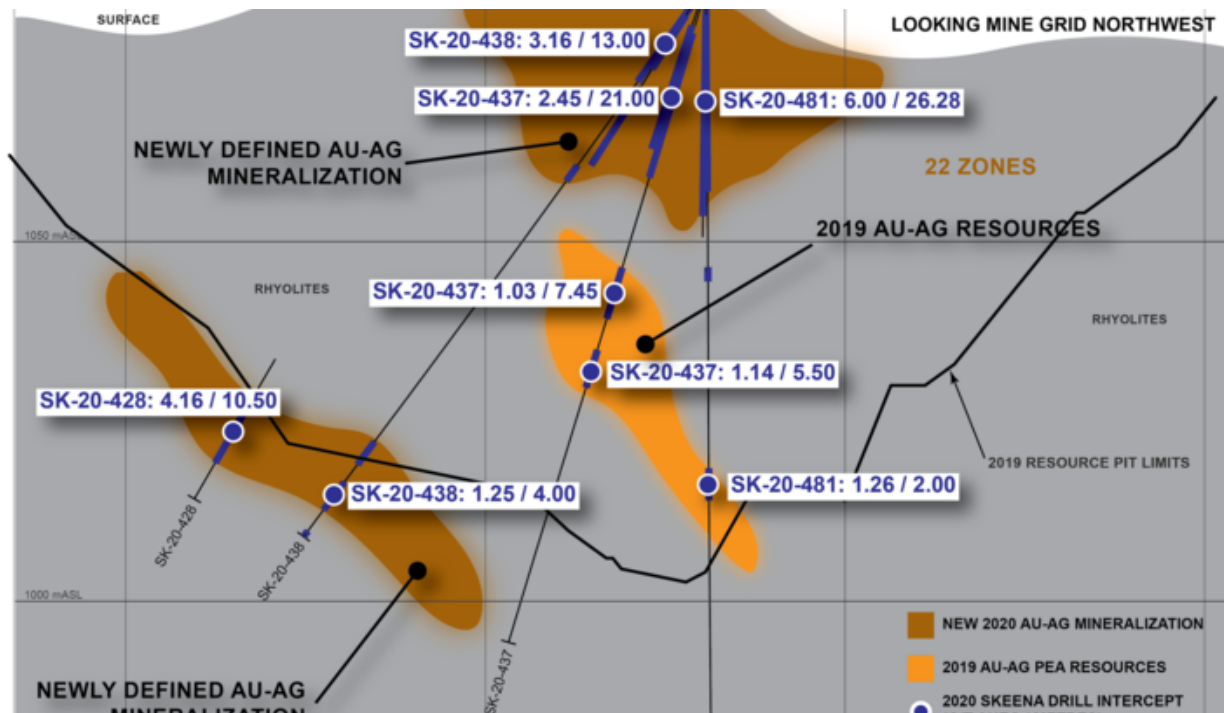 SURFACE
LOOKING MINE GRID NORTHWEST
SK-20-438: 3.16 / 13.00
SK-20-437: 2.45 / 21.00
SK-20-481: 6.00 / 26.28
NEWLY DEFINED AU-AG
MINERALIZATION
22 ZONES
2019 AU-AG RESOURCES
1050 mASL
RHYOLITES
SK-20-437: 1.03 / 7.45
RHYOLITES
SK-20-437: 1.14 / 5.50
SK-20-428: 4.16 / 10.50
2019 RESOURCE PIT LIMITS
SK-20-481: 1.26 / 2.00
SK-20-438: 1.25 / 4.00
SK-20-428
SK-20-438
1000 mASL
SK-20-437
NEW 2020 AU-AG MINERALIZATION
2019 AU-AG PEA RESOURCES
2020 SKEENA DRILL INTERCEPT
NEWLY DEFINED AU-AG
MINERALIZATION